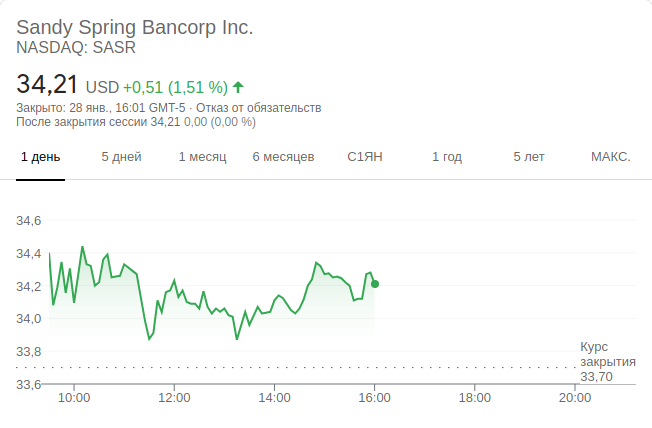 Sandy Spring Bancorp Inc.
NASDAQ: SASR
34,21 USD +0,51 (1,51 %)
Закрыто: 28 янв., 16:01 GMT-5 · Отказ от обязательств
После закрытия сессии 34,21 0,00 (0,00 %)
1 день 5 дней 1 месяц 6 месяцев С1ЯН 1 год 5 лет МАКС.
34,6
34,4
34,2
34,0
33,8
33,6
Курс
закрытия
33,70
10:00 12:00 14:00 16:00 18:00 20:00